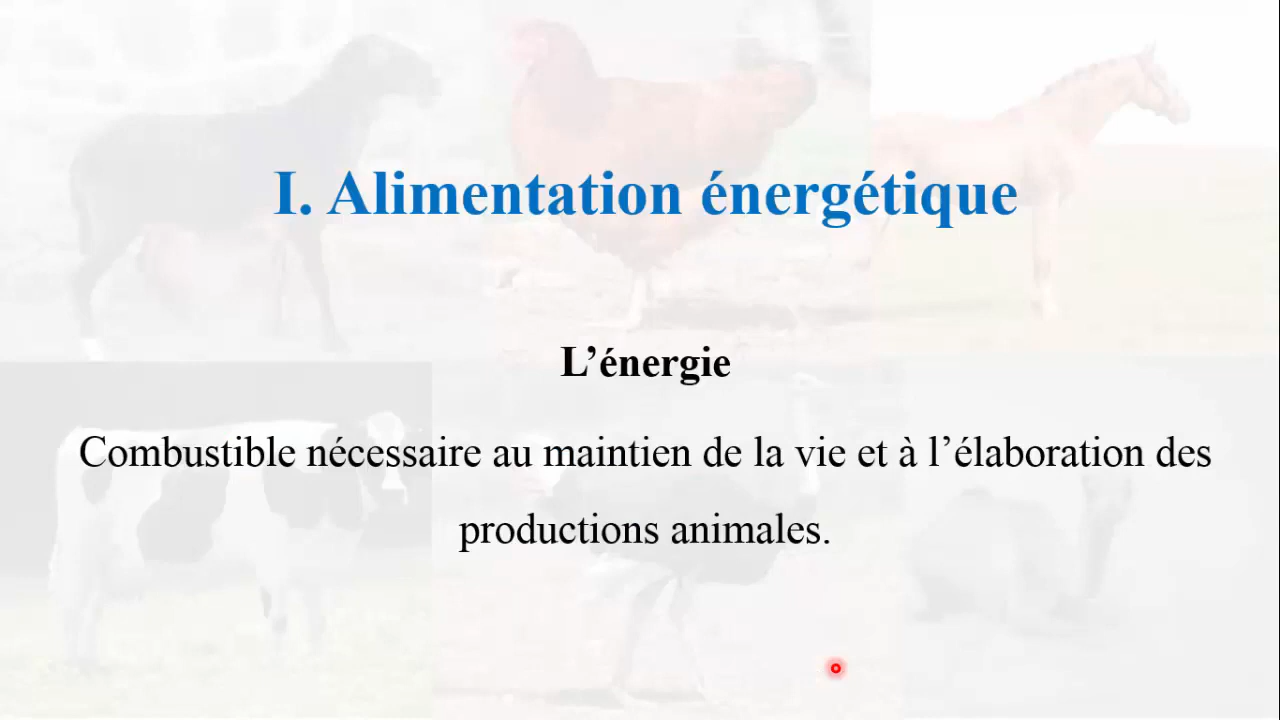 I. Alimentation énergétique
L’énergie
Combustible nécessaire au maintien de la vie et à l’élaboration des
productions animales.